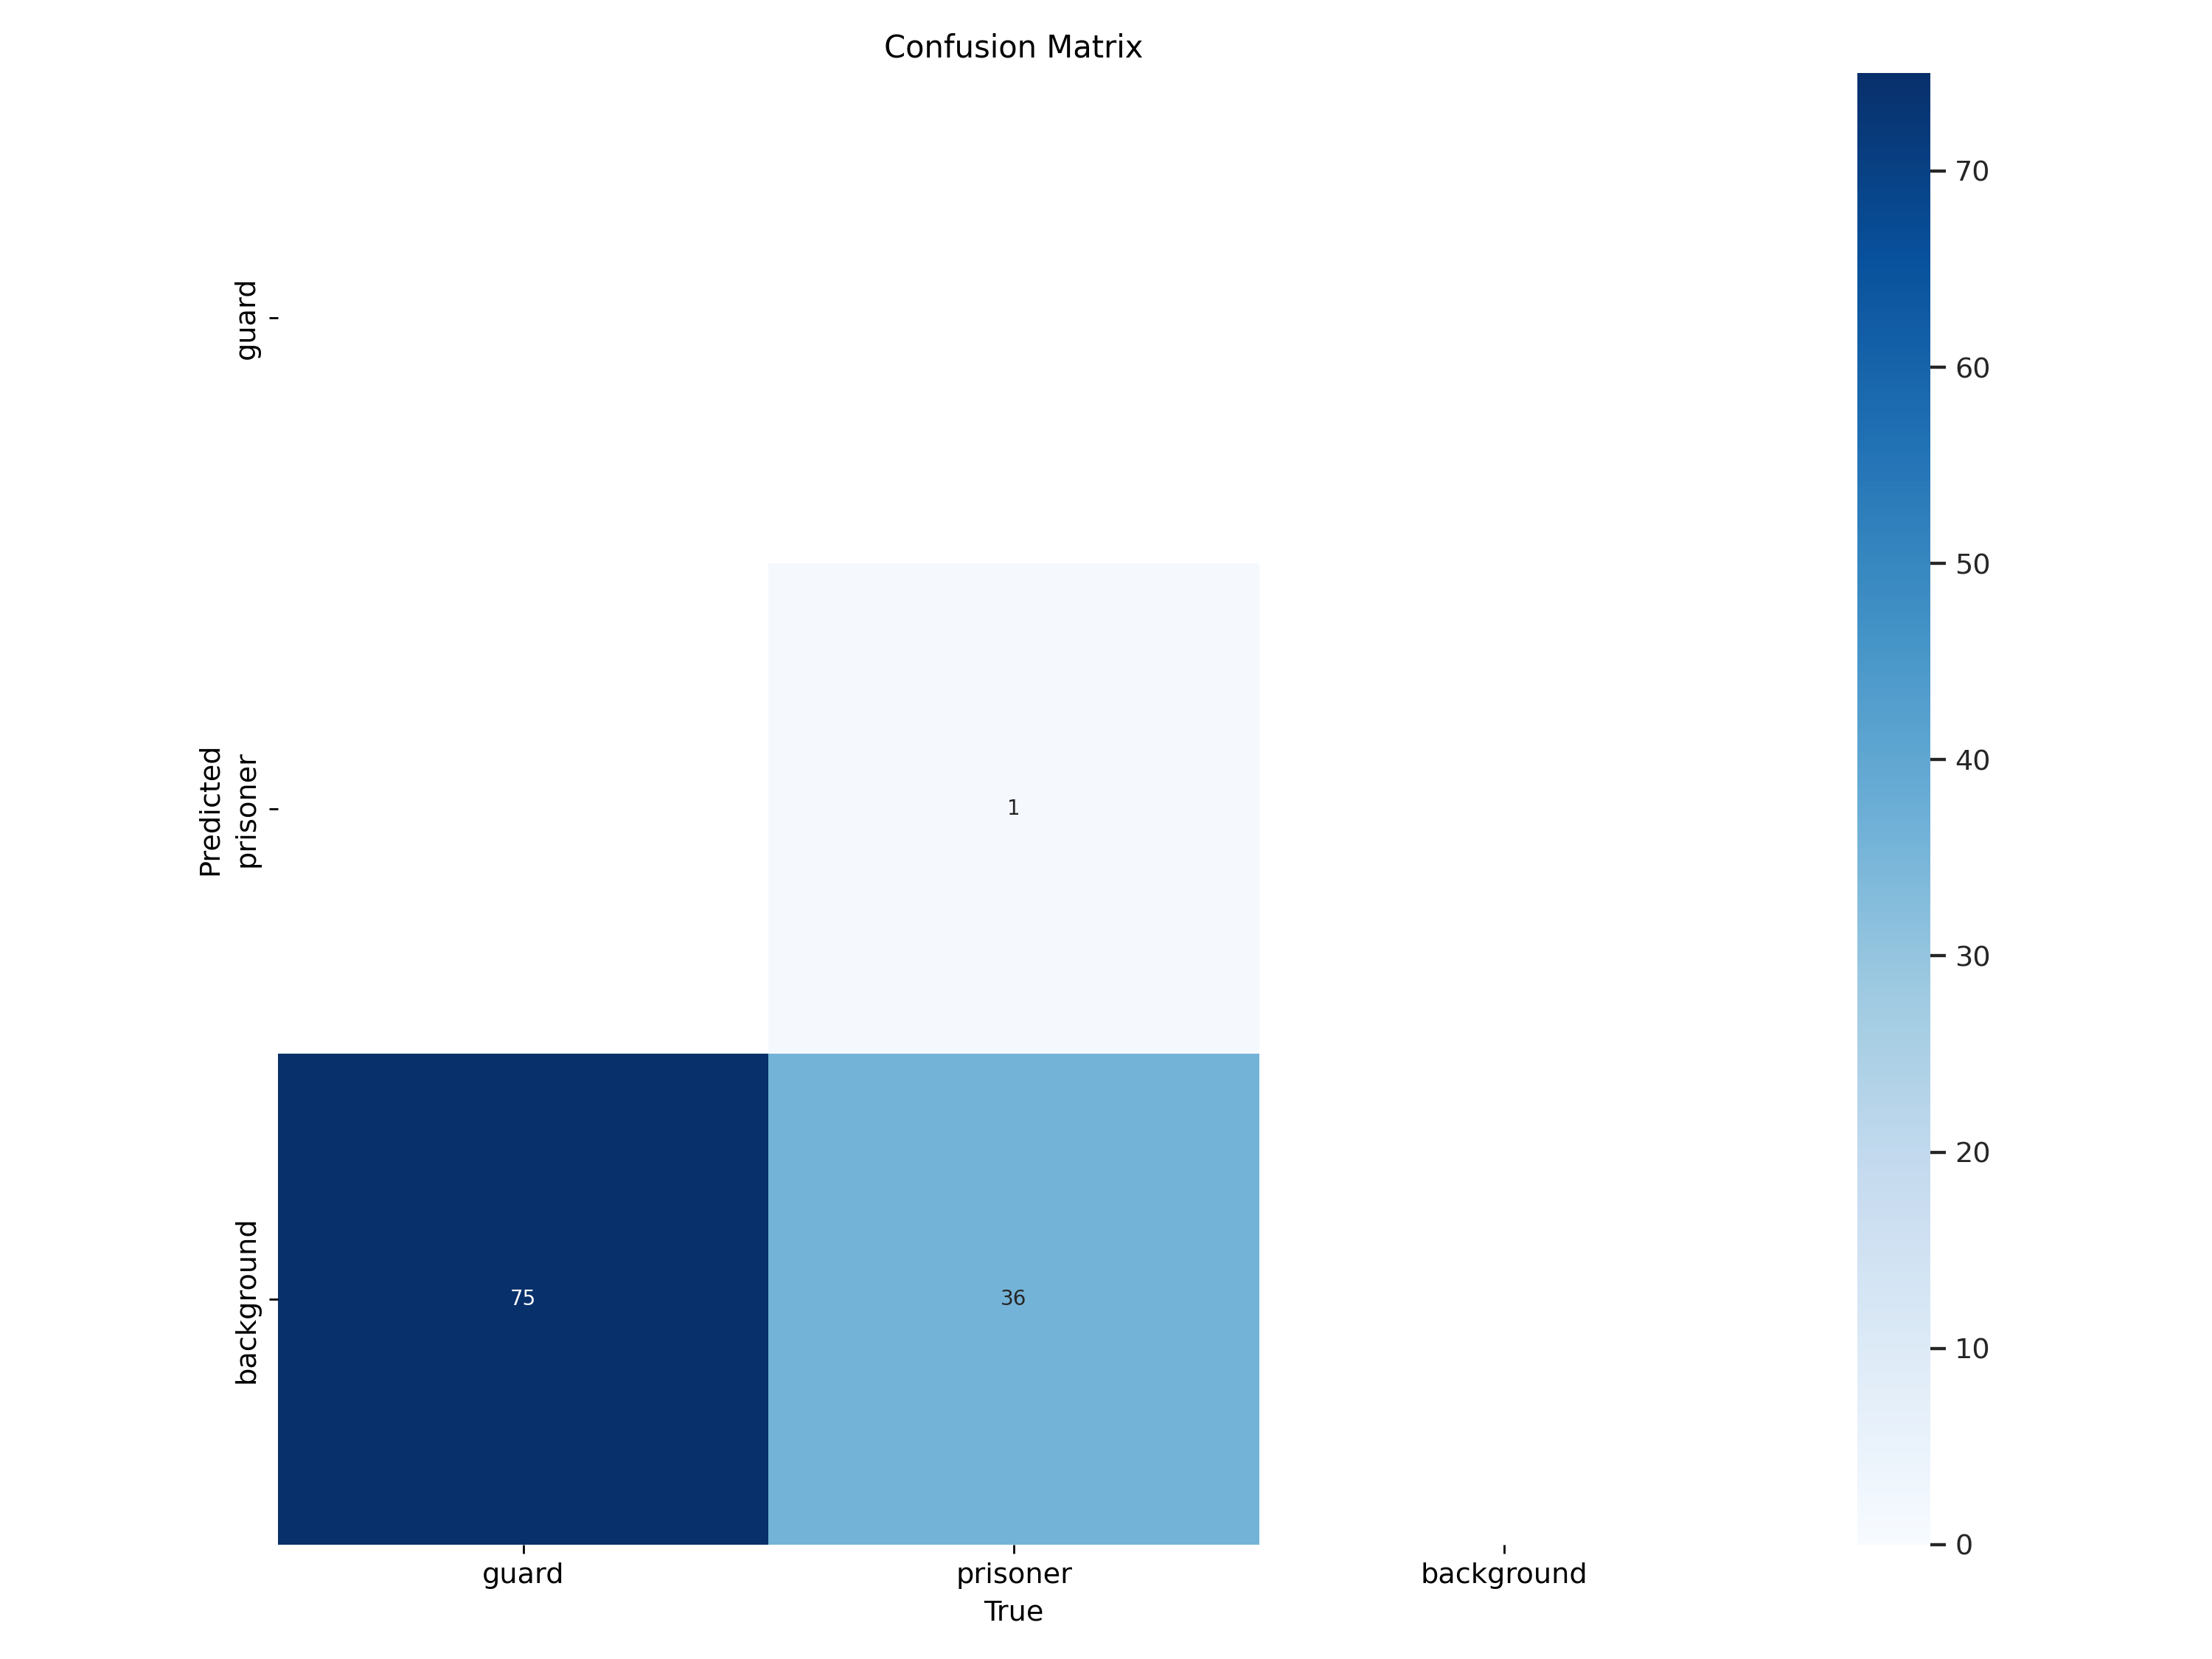 Confusion Matrix
guard
prisoner
background
Predicted
1
75
36
guard
prisoner
background
True
70
60
50
40
30
20
10
0